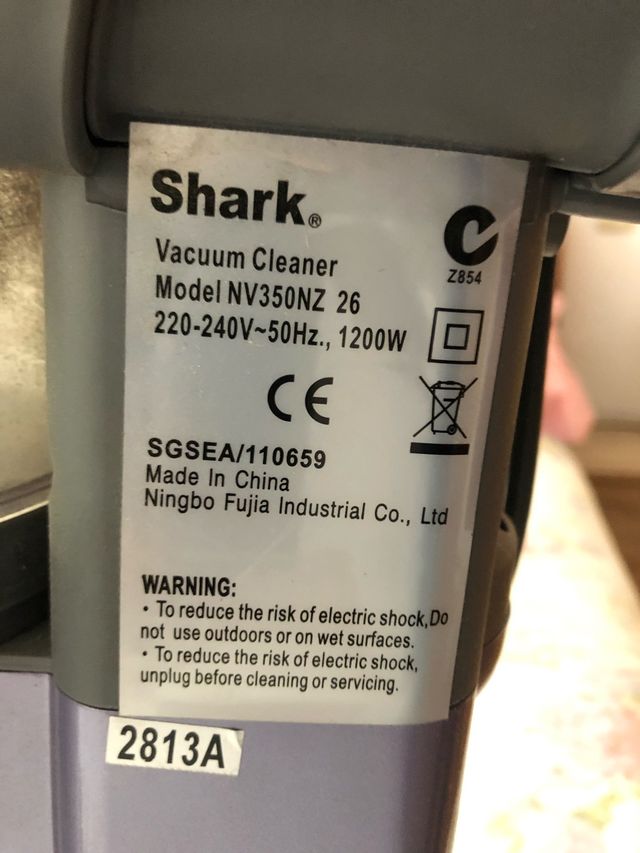 Shark®
Z854
Vacuum Cleaner
Model NV350NZ 26
220-240V~50Hz., 1200W
CE
SGSEA/110659
Made In China
Ningbo Fujia Industrial Co., Ltd
WARNING:
· To reduce the risk of electric shock,Do
not use outdoors or on wet surfaces.
· To reduce the risk of electric shock,
unplug before cleaning or servicing.
2813A